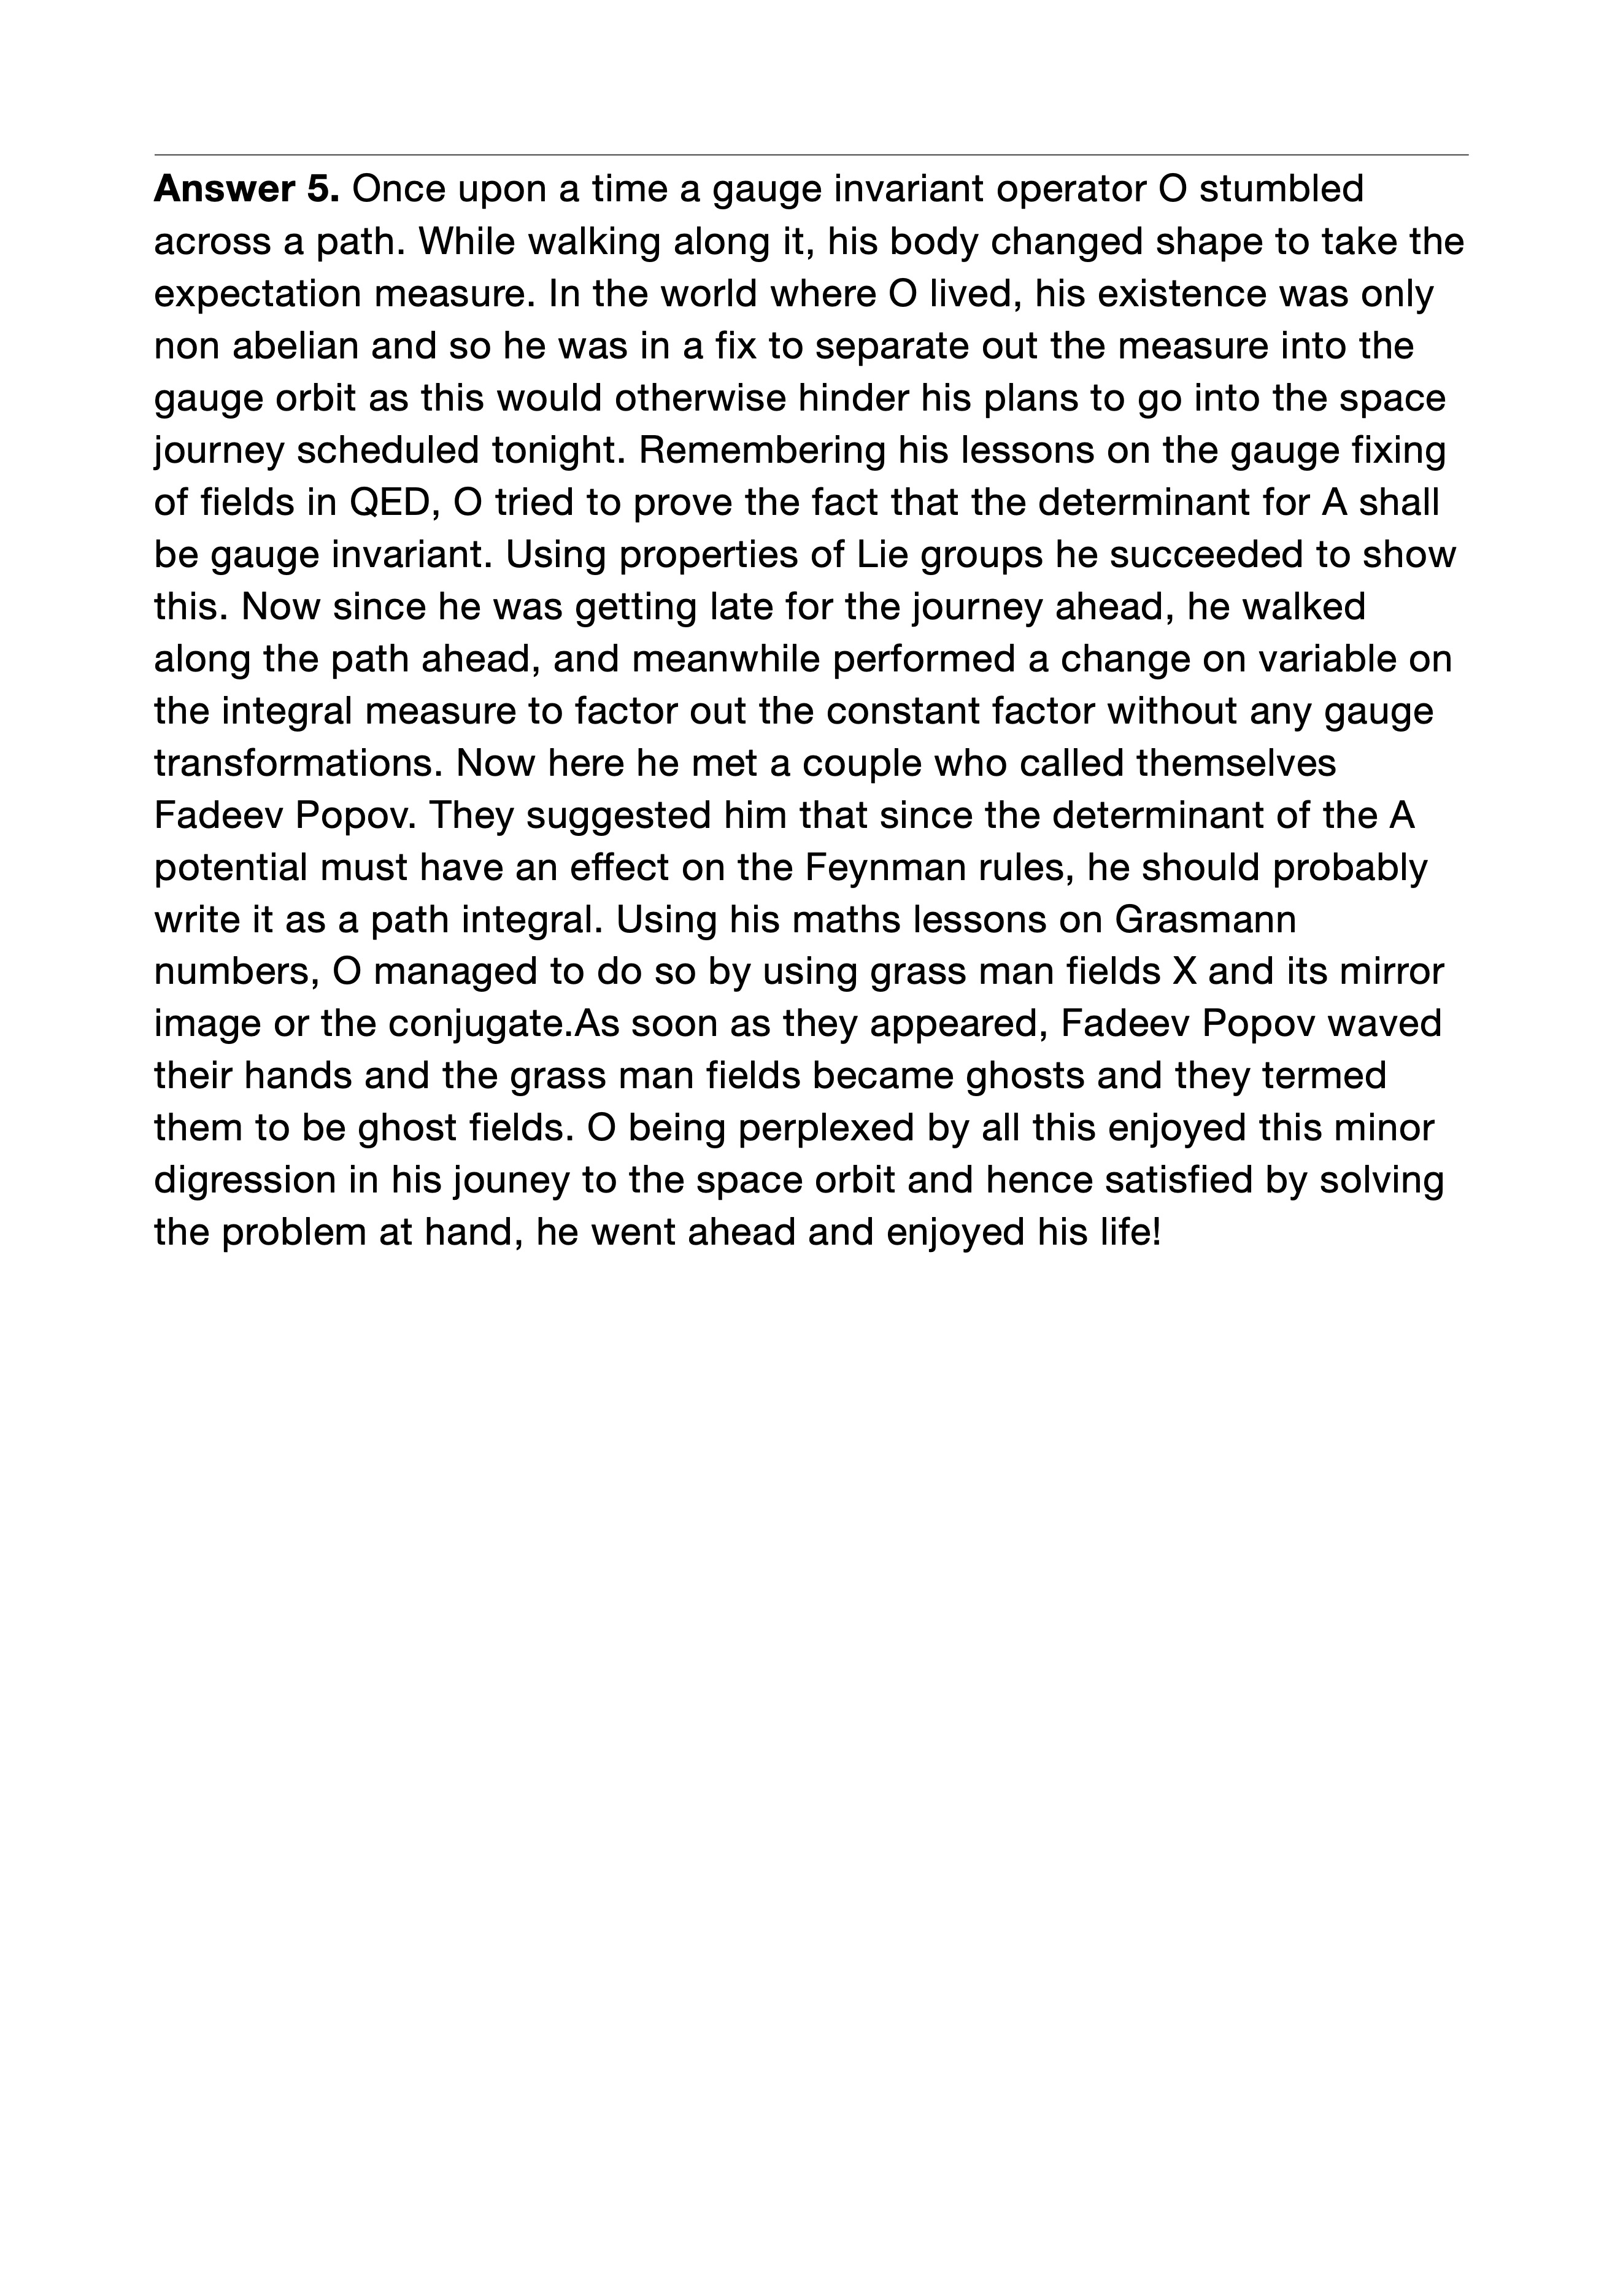 Answer 5. Once upon a time a gauge invariant operator O stumbled
across a path. While walking along it, his body changed shape to take the
expectation measure. In the world where O lived, his existence was only
non abelian and so he was in a fix to separate out the measure into the
gauge orbit as this would otherwise hinder his plans to go into the space
journey scheduled tonight. Remembering his lessons on the gauge fixing
of fields in QED, O tried to prove the fact that the determinant for A shall
be gauge invariant. Using properties of Lie groups he succeeded to show
this. Now since he was getting late for the journey ahead, he walked
along the path ahead, and meanwhile performed a change on variable on
the integral measure to factor out the constant factor without any gauge
transformations. Now here he met a couple who called themselves
Fadeev Popov. They suggested him that since the determinant of the A
potential must have an effect on the Feynman rules, he should probably
write it as a path integral. Using his maths lessons on Grasmann
numbers, O managed to do so by using grass man fields X and its mirror
image or the conjugate.As soon as they appeared, Fadeev Popov waved
their hands and the grass man fields became ghosts and they termed
them to be ghost fields. O being perplexed by all this enjoyed this minor
digression in his jouney to the space orbit and hence satisfied by solving
the problem at hand, he went ahead and enjoyed his life!